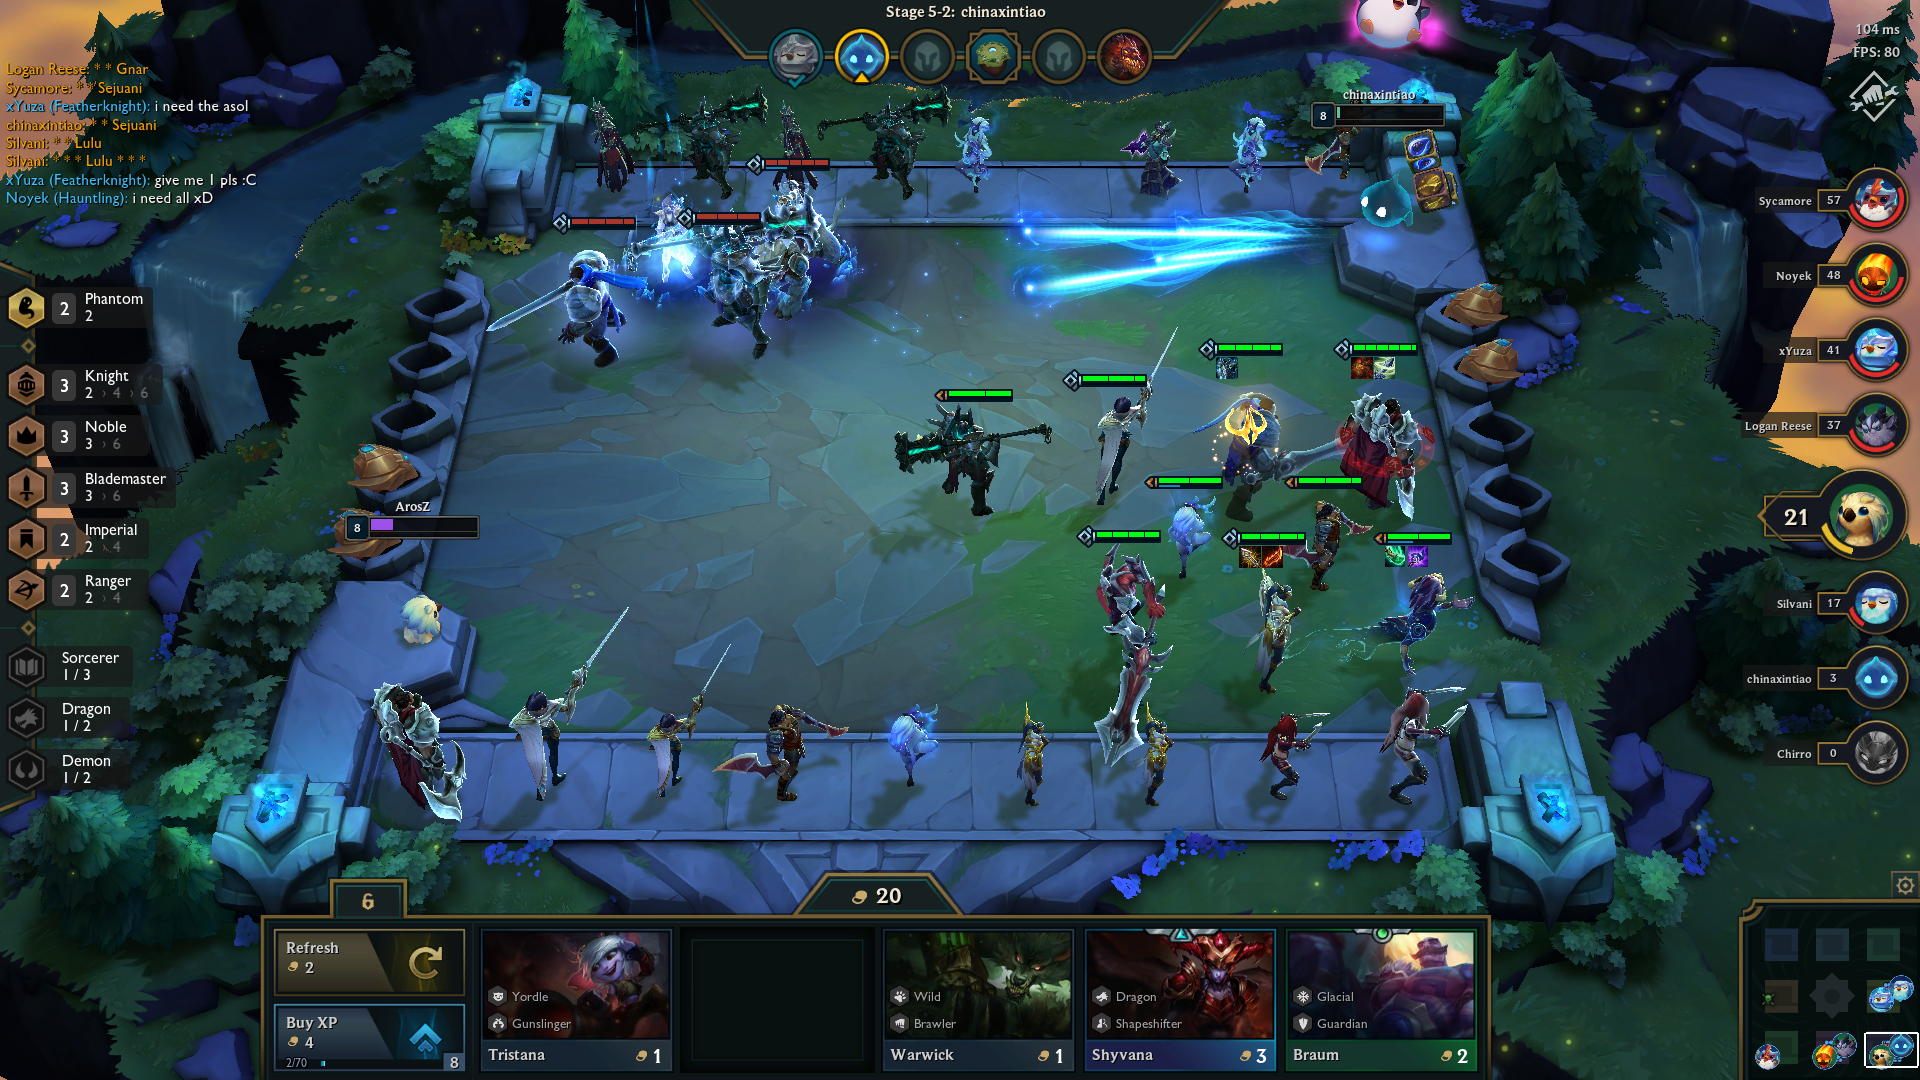 Stage 5-2: chinaxintiao
104 ms
FPS: 80
Logan Reese: * * Gnar
Sycamore: * * Sejuani
xYuza (Featherknight): i need the asol
chinaxintiao: * * Sejuani
Silvani: * * Lulu
Silvani: * * * Lulu * * *
xYuza (Featherknight): give me 1 pls :C
Noyek (Hauntling): i need all xD
chinaxintiao
8
Sycamore 57
Noyek 48
xYuza 41
Logan Reese 37
21
Silvani 17
chinaxintiao 3
Chirro 0
2 Phantom
2
3 Knight
2 › 4 › 6
3 Noble
3 › 6
3 Blademaster
3 › 6
2 Imperial
2 › 4
2 Ranger
2 › 4
Sorcerer
1 / 3
Dragon
1 / 2
Demon
1 / 2
ArosZ
8
6
20
Refresh
2
Buy XP
4
2/70
8
Yordle
Gunslinger
Tristana 1
Wild
Brawler
Warwick 1
Dragon
Shapeshifter
Shyvana 3
Glacial
Guardian
Braum 2